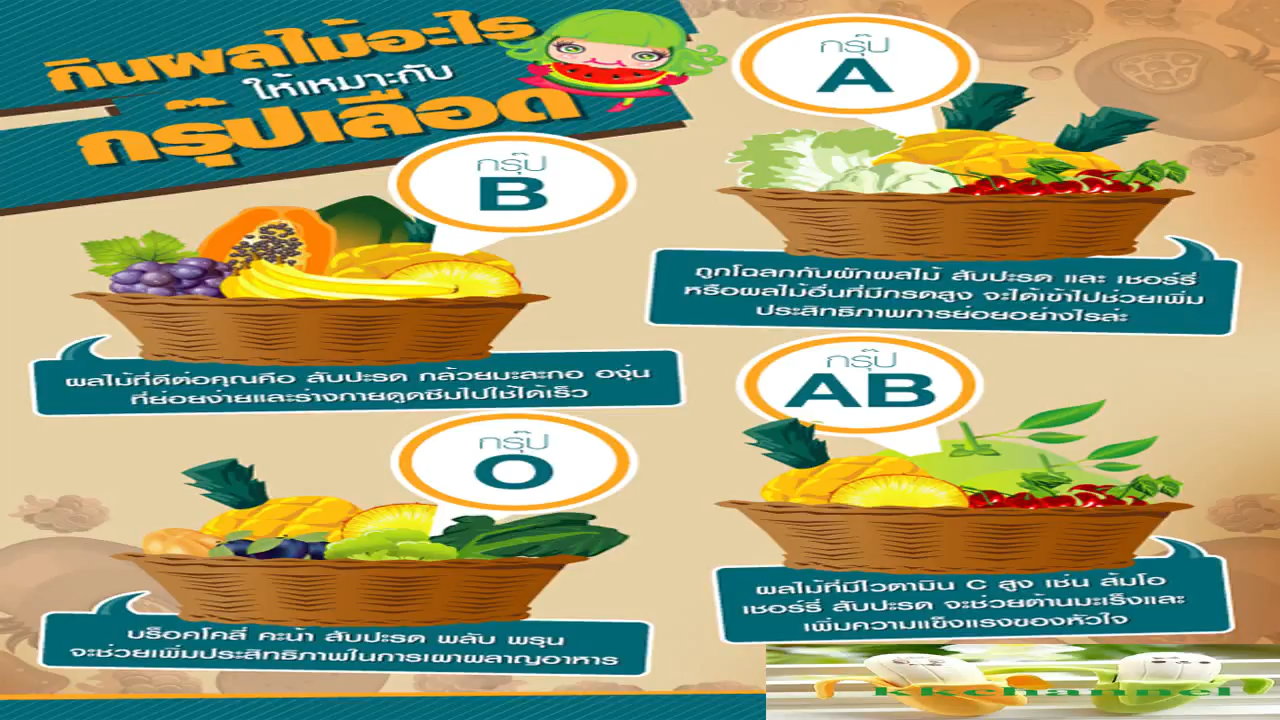 กินผลไม้อะไร
ให้เหมาะกับ
กรุ๊ปเลือด
กรุ๊ป
A
ถูกโฉลกกับผักผลไม้ สับปะรด และ เชอร์รี่
หรือผลไม้อื่นที่มีกรดสูง จะได้เข้าไปช่วยเพิ่ม
ประสิทธิภาพการย่อยอย่างไรล่ะ
กรุ๊ป
B
ผลไม้ที่ดีต่อคุณคือ สับปะรด กล้วยมะละกอ องุ่น
ที่ย่อยง่ายและร่างกายดูดซึมไปใช้ได้เร็ว
กรุ๊ป
AB
ผลไม้ที่มีไวตามิน C สูง เช่น ส้มโอ
เชอร์รี่ สับปะรด จะช่วยต้านมะเร็งและ
เพิ่มความแข็งแรงของหัวใจ
กรุ๊ป
O
บร็อคโคลี่ คะน้า สับปะรด พลับ พรุน
จะช่วยเพิ่มประสิทธิภาพในการเผาผลาญอาหาร
kkchannel